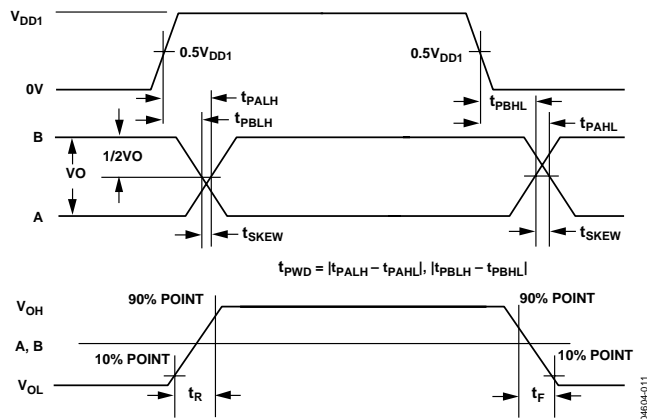 VDD1
0.5VDD1
0.5VDD1
0V
tPALH
tPBHL
tPBLH
tPAHL
B
1/2VO
VO
A
tSKEW
tSKEW
tPWD = |tPALH – tPAHL|, |tPBLH – tPBHL|
VOH
90% POINT
90% POINT
A, B
10% POINT
10% POINT
VOL
tR
tF
04604-011